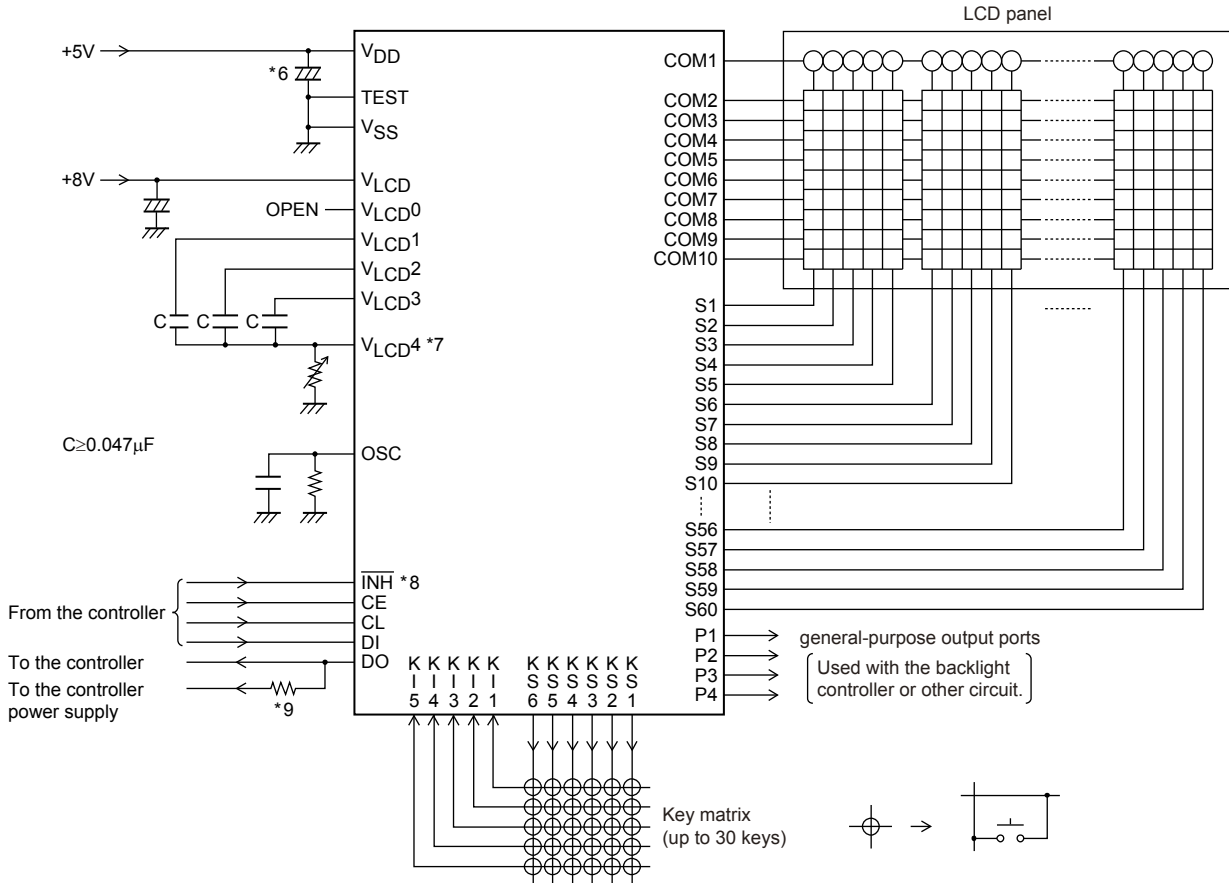 LCD panel
+5V
*6
VDD
TEST
VSS
+8V
VLCD
OPEN
VLCD0
VLCD1
VLCD2
VLCD3
C
C
C
VLCD4 *7
C≥0.047μF
OSC
From the controller
INH *8
CE
CL
DI
To the controller
DO
To the controller
power supply
*9
KI5
KI4
KI3
KI2
KI1
KS6
KS5
KS4
KS3
KS2
KS1
COM1
COM2
COM3
COM4
COM5
COM6
COM7
COM8
COM9
COM10
S1
S2
S3
S4
S5
S6
S7
S8
S9
S10
S56
S57
S58
S59
S60
P1
P2
P3
P4
general-purpose output ports
Used with the backlight
controller or other circuit.
Key matrix
(up to 30 keys)